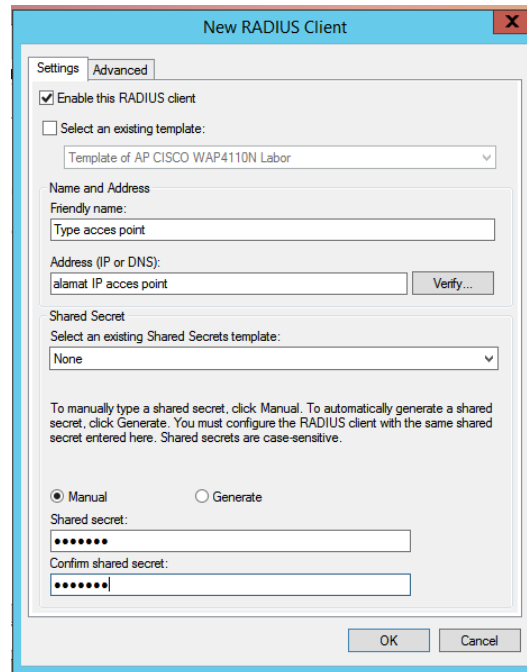 New RADIUS Client
X
Settings
Advanced
Enable this RADIUS client
Select an existing template:
Template of AP CISCO WAP4110N Labor
Name and Address
Friendly name:
Type acces point
Address (IP or DNS):
alamat IP acces point
Verify...
Shared Secret
Select an existing Shared Secrets template:
None
To manually type a shared secret, click Manual. To automatically generate a shared
secret, click Generate. You must configure the RADIUS client with the same shared
secret entered here. Shared secrets are case-sensitive.
Manual
Generate
Shared secret:
•••••••
Confirm shared secret:
•••••••
OK
Cancel